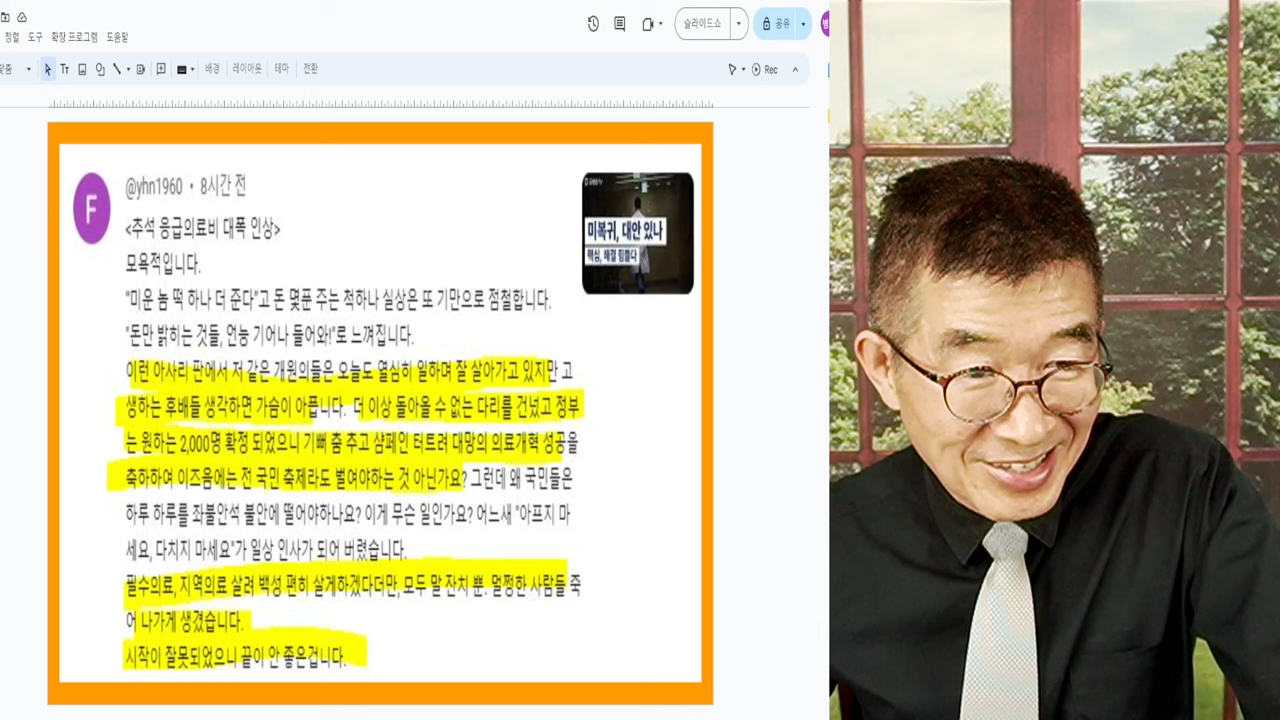 정렬 도구 확장 프로그램 도움말
슬라이드쇼
공유
배경 레이아웃 테마 전환
Rec
F
@yhn1960 • 8시간 전
<추석 응급의료비 대폭 인상>
모욕적입니다.
"미운 놈 떡 하나 더 준다"고 돈 몇푼 주는 척하나 실상은 또 기만으로 점철합니다.
"돈만 밝히는 것들, 언능 기어나 들어와!"로 느껴집니다.
이런 아사리 판에서 저 같은 개원의들은 오늘도 열심히 일하며 잘 살아가고 있지만 고
생하는 후배들 생각하면 가슴이 아픕니다. 더 이상 돌아올 수 없는 다리를 건넜고 정부
는 원하는 2,000명 확정 되었으니 기뻐 춤 추고 샴페인 터트려 대망의 의료개혁 성공을
축하하여 이즈음에는 전 국민 축제라도 벌여야하는 것 아닌가요? 그런데 왜 국민들은
하루 하루를 좌불안석 불안에 떨어야하나요? 이게 무슨 일인가요? 어느새 "아프지 마
세요, 다치지 마세요"가 일상 인사가 되어 버렸습니다.
필수의료, 지역의료 살려 백성 편히 살게하겠다더만, 모두 말 잔치 뿐. 멀쩡한 사람들 죽
어 나가게 생겼습니다.
시작이 잘못되었으니 끝이 안 좋은겁니다.
미복귀, 대안 있나
핵심, 해결 힘들다